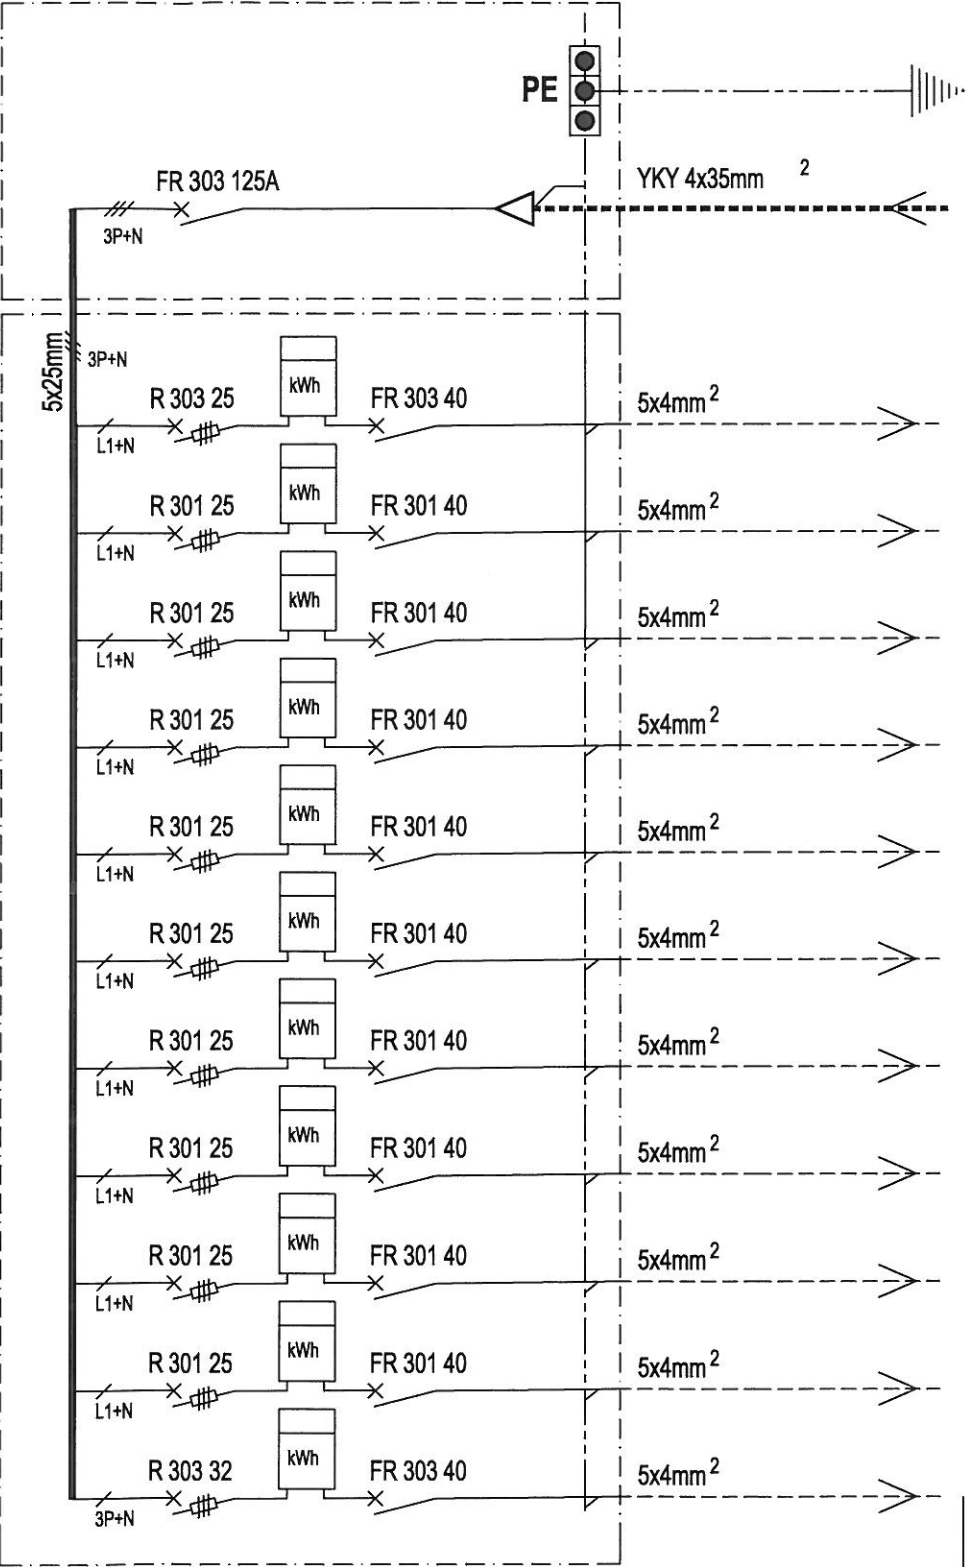 PE
FR 303 125A
YKY 4x35mm 2
3P+N
5x25mm
3P+N
R 303 25
kWh
FR 303 40
5x4mm 2
L1+N
R 301 25
kWh
FR 301 40
5x4mm 2
L1+N
R 301 25
kWh
FR 301 40
5x4mm 2
L1+N
R 301 25
kWh
FR 301 40
5x4mm 2
L1+N
R 301 25
kWh
FR 301 40
5x4mm 2
L1+N
R 301 25
kWh
FR 301 40
5x4mm 2
L1+N
R 301 25
kWh
FR 301 40
5x4mm 2
L1+N
R 301 25
kWh
FR 301 40
5x4mm 2
L1+N
R 301 25
kWh
FR 301 40
5x4mm 2
L1+N
R 301 25
kWh
FR 301 40
5x4mm 2
L1+N
R 303 32
kWh
FR 303 40
5x4mm 2
3P+N